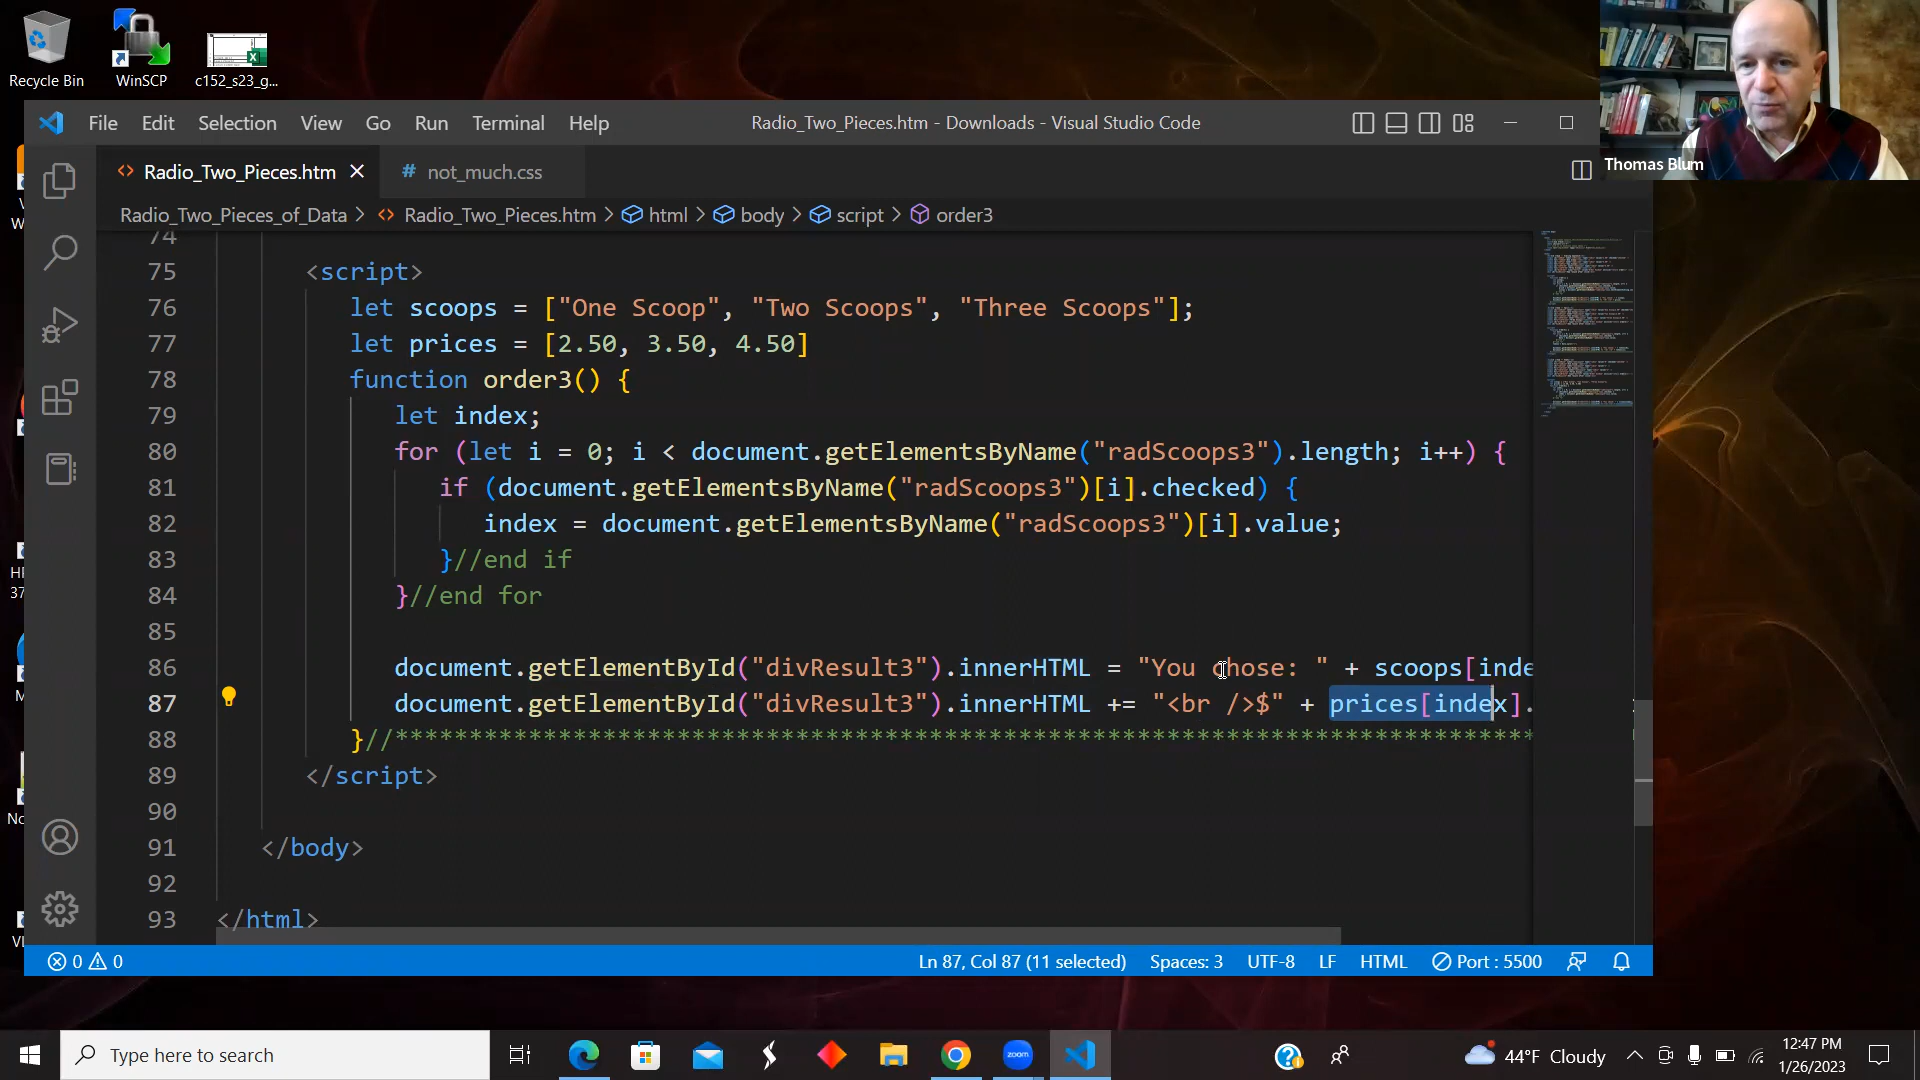 Recycle Bin
WinSCP
c152_s23_g...
Thomas Blum
File Edit Selection View Go Run Terminal Help
Radio_Two_Pieces.htm - Downloads - Visual Studio Code
Radio_Two_Pieces.htm
# not_much.css
Radio_Two_Pieces_of_Data > <> Radio_Two_Pieces.htm > html > body > script > order3
74
75 <script>
76 let scoops = ["One Scoop", "Two Scoops", "Three Scoops"];
77 let prices = [2.50, 3.50, 4.50]
78 function order3() {
79 let index;
80 for (let i = 0; i < document.getElementsByName("radScoops3").length; i++) {
81 if (document.getElementsByName("radScoops3")[i].checked) {
82 index = document.getElementsByName("radScoops3")[i].value;
83 }//end if
84 }//end for
85
86 document.getElementById("divResult3").innerHTML = "You chose: " + scoops[inde
87 document.getElementById("divResult3").innerHTML += "<br />$" + prices[index].
88 }//*****************************************************************************
89 </script>
90
91 </body>
92
93 </html>
0 0
Ln 87, Col 87 (11 selected) Spaces: 3 UTF-8 LF HTML Port : 5500
Type here to search
zoom
44°F Cloudy
12:47 PM
1/26/2023